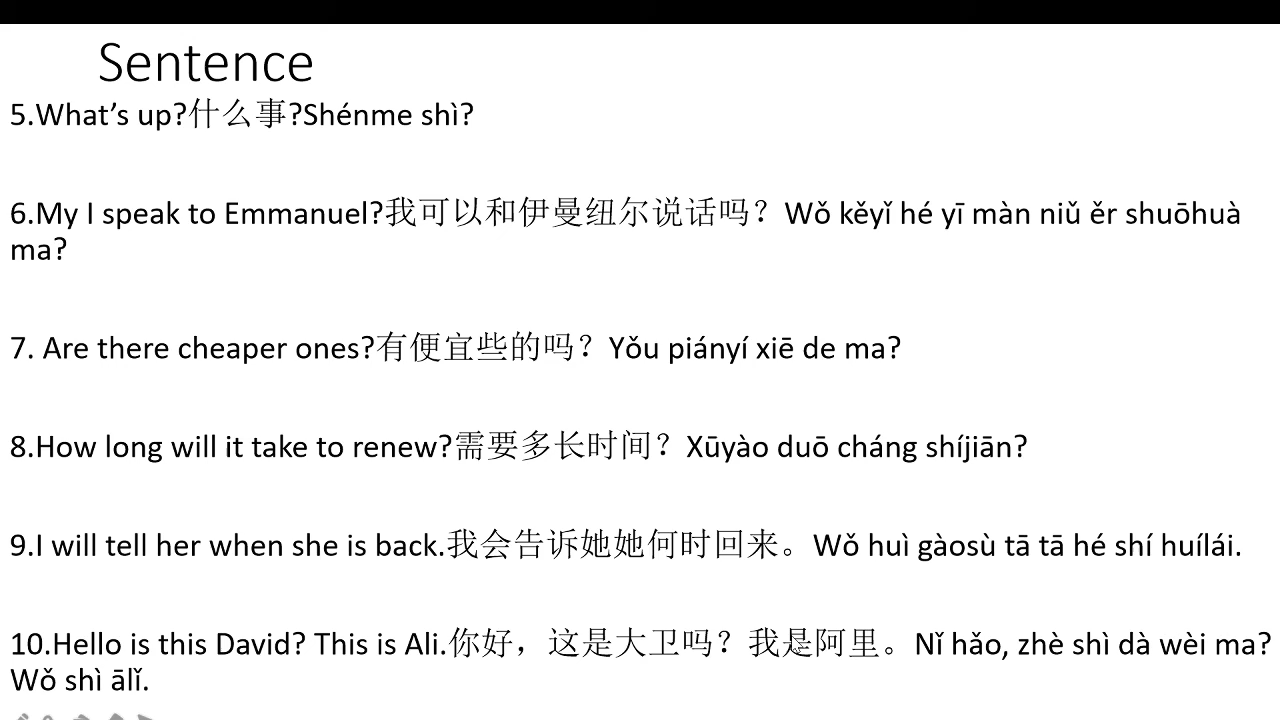 Sentence
5.What’s up?什么事?Shénme shì?
6.My I speak to Emmanuel?我可以和伊曼纽尔说话吗？Wǒ kěyǐ hé yī màn niǔ ěr shuōhuà
ma?
7. Are there cheaper ones?有便宜些的吗？Yǒu piányí xiē de ma?
8.How long will it take to renew?需要多长时间？Xūyào duō cháng shíjiān?
9.I will tell her when she is back.我会告诉她她何时回来。Wǒ huì gàosù tā tā hé shí huílái.
10.Hello is this David? This is Ali.你好，这是大卫吗？我是阿里。Nǐ hǎo, zhè shì dà wèi ma?
Wǒ shì ālǐ.